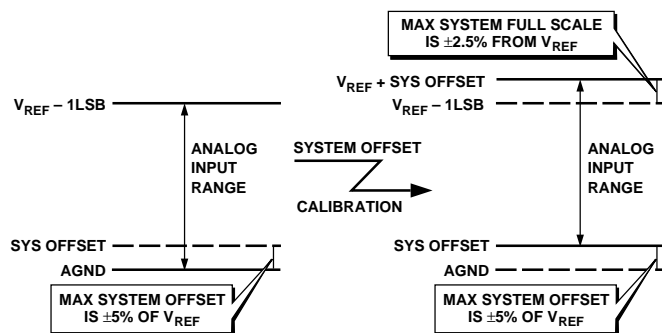 MAX SYSTEM FULL SCALE
IS ±2.5% FROM VREF
VREF + SYS OFFSET
VREF – 1LSB
VREF – 1LSB
ANALOG
INPUT
RANGE
SYSTEM OFFSET
CALIBRATION
ANALOG
INPUT
RANGE
SYS OFFSET
AGND
SYS OFFSET
AGND
MAX SYSTEM OFFSET
IS ±5% OF VREF
MAX SYSTEM OFFSET
IS ±5% OF VREF